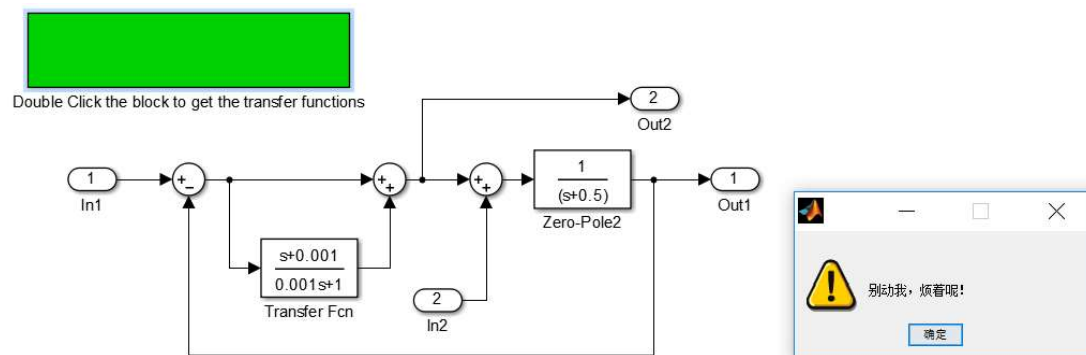 Double Click the block to get the transfer functions
2
Out2
1
In1
+
−
+
+
+
+
1
(s+0.5)
Zero-Pole2
1
Out1
s+0.001
0.001s+1
Transfer Fcn
2
In2
别动我，烦着呢！
确定